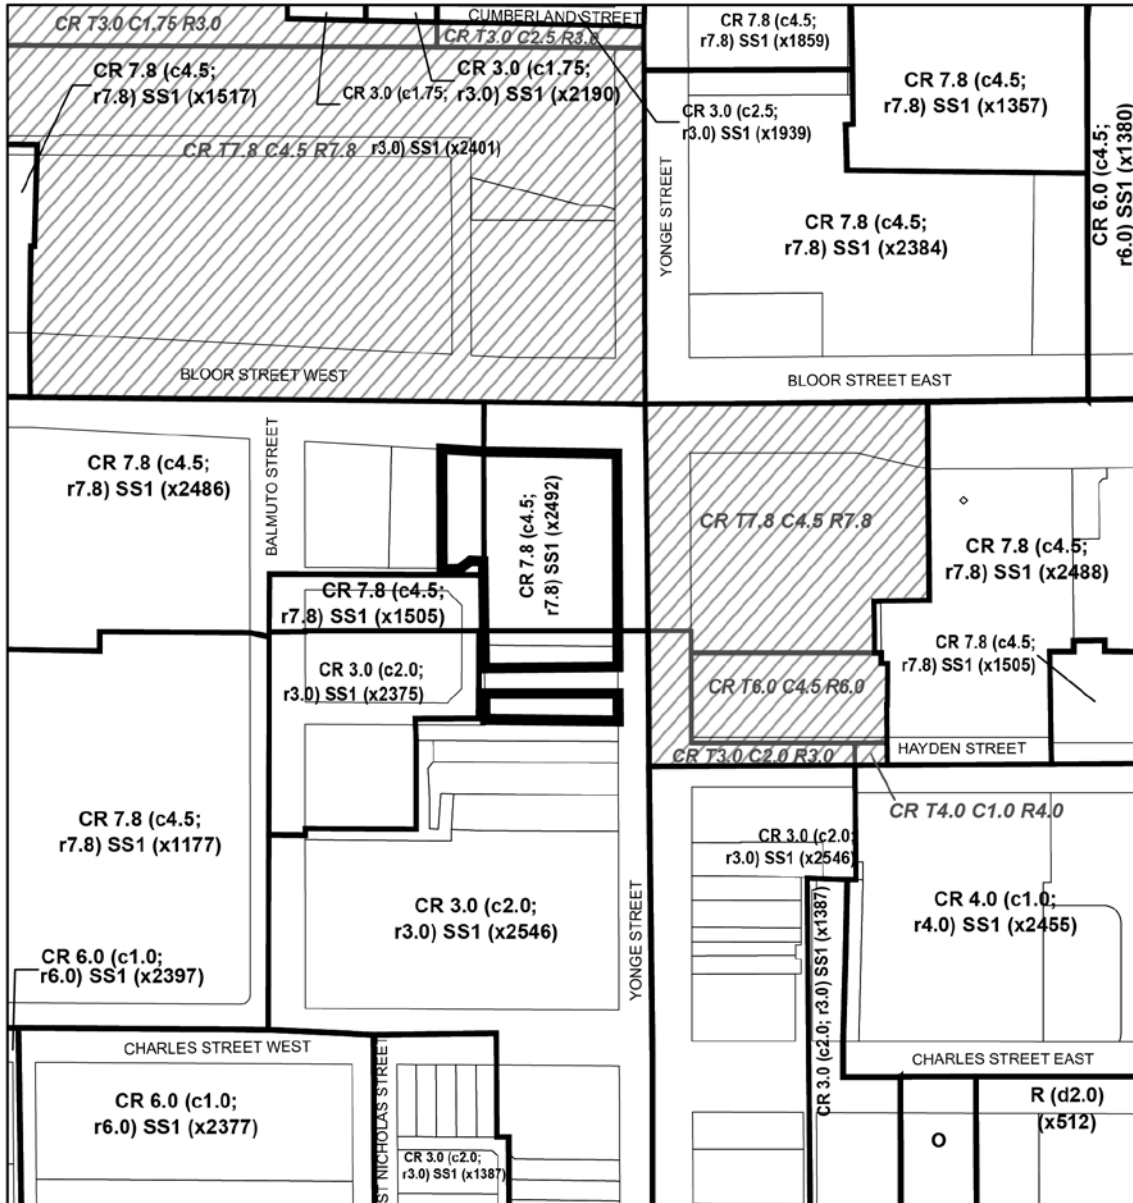 CR T3.0 C1.75 R3.0
CUMBERLAND STREET
CR T3.0 C2.5 R3.0
CR 7.8 (c4.5;
r7.8) SS1 (x1859)
CR 7.8 (c4.5;
r7.8) SS1 (x1517)
CR 3.0 (c1.75;
r3.0) SS1 (x2401)
CR 3.0 (c1.75;
r3.0) SS1 (x2190)
CR 3.0 (c2.5;
r3.0) SS1 (x1939)
CR 7.8 (c4.5;
r7.8) SS1 (x1357)
CR 6.0 (c4.5;
r6.0) SS1 (x1380)
CR T7.8 C4.5 R7.8
YONGE STREET
CR 7.8 (c4.5;
r7.8) SS1 (x2384)
BLOOR STREET WEST
BLOOR STREET EAST
CR 7.8 (c4.5;
r7.8) SS1 (x2486)
BALMUTO STREET
CR 7.8 (c4.5;
r7.8) SS1 (x2492)
CR T7.8 C4.5 R7.8
CR 7.8 (c4.5;
r7.8) SS1 (x2488)
CR 7.8 (c4.5;
r7.8) SS1 (x1505)
CR 7.8 (c4.5;
r7.8) SS1 (x1505)
CR 3.0 (c2.0;
r3.0) SS1 (x2375)
CR T6.0 C4.5 R6.0
CR T3.0 C2.0 R3.0
HAYDEN STREET
CR T4.0 C1.0 R4.0
CR 7.8 (c4.5;
r7.8) SS1 (x1177)
CR 3.0 (c2.0;
r3.0) SS1 (x2546)
CR 3.0 (c2.0;
r3.0) SS1 (x2546)
YONGE STREET
CR 3.0 (c2.0; r3.0) SS1 (x1387)
CR 4.0 (c1.0;
r4.0) SS1 (x2455)
CR 6.0 (c1.0;
r6.0) SS1 (x2397)
CHARLES STREET WEST
CHARLES STREET EAST
CR 6.0 (c1.0;
r6.0) SS1 (x2377)
ST NICHOLAS STREET
CR 3.0 (c2.0;
r3.0) SS1 (x1387)
O
R (d2.0)
(x512)